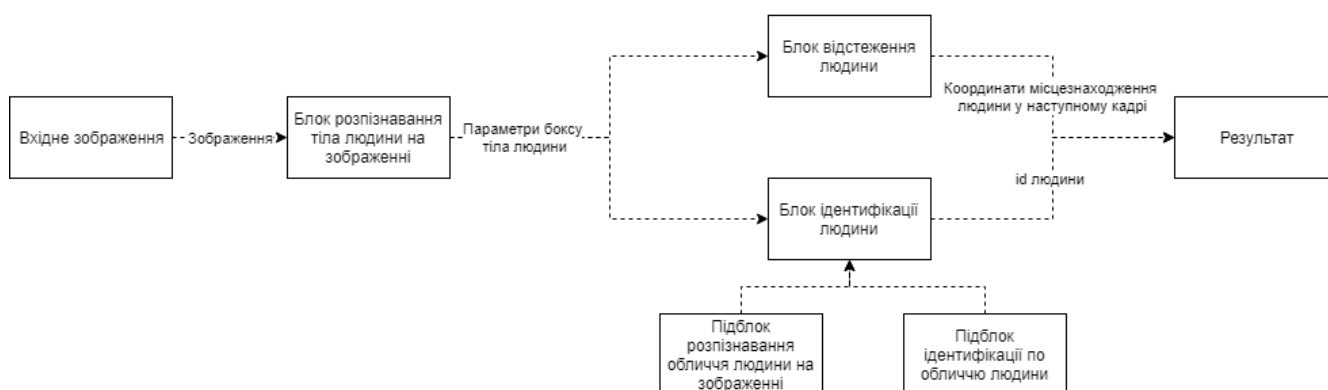 Вхідне зображення
Зображення
Блок розпізнавання
тіла людини на
зображенні
Параметри боксу
тіла людини
Блок відстеження
людини
Блок ідентифікації
людини
Підблок
розпізнавання
обличчя людини на
зображенні
Підблок
ідентифікації по
обличчю людини
Координати місцезнаходження
людини у наступному кадрі
id людини
Результат